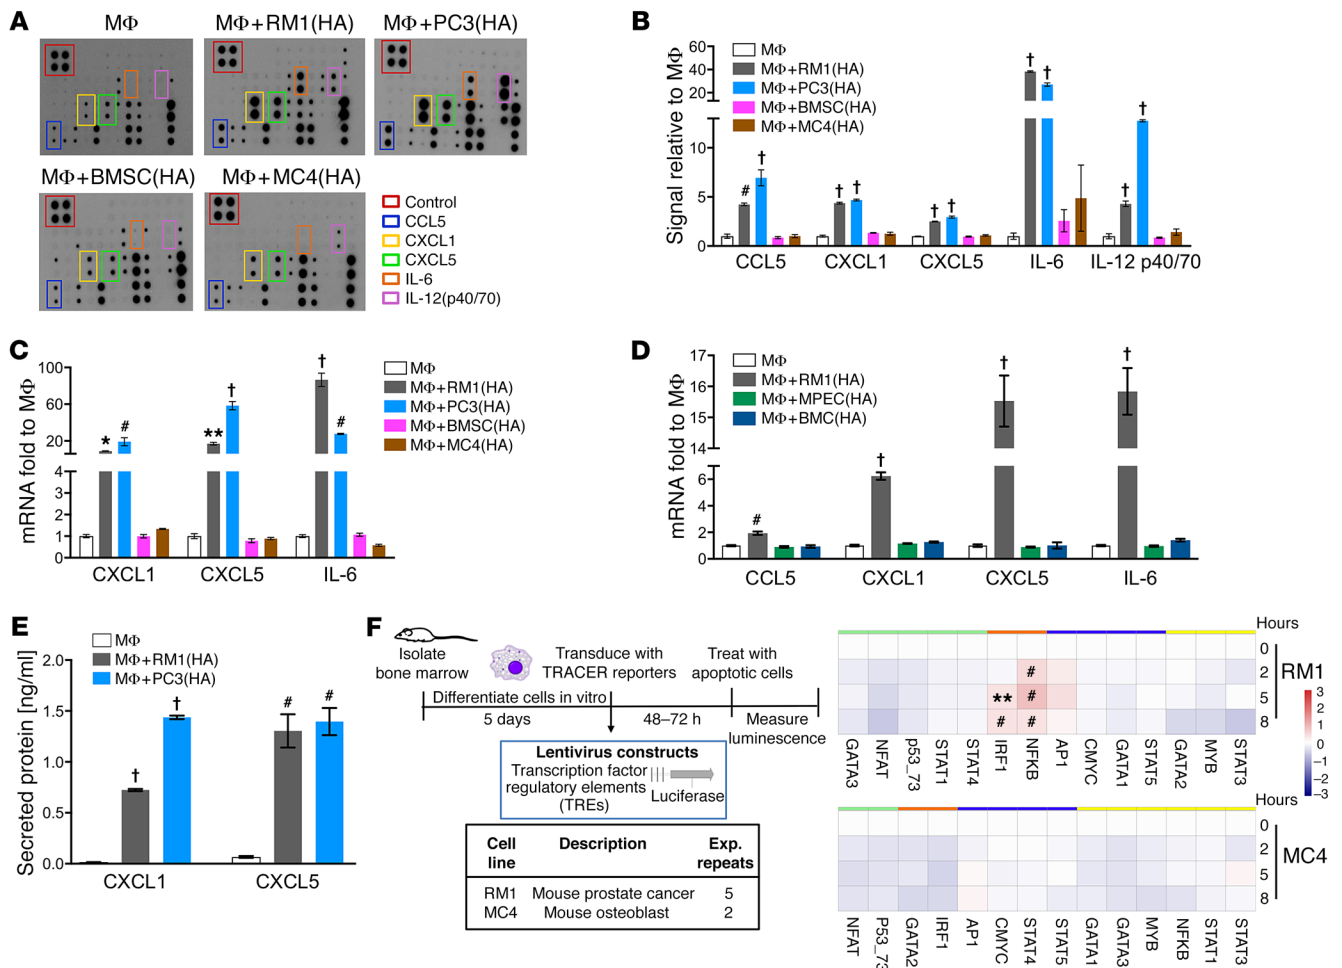 A
MΦ
MΦ+RM1(HA)
MΦ+PC3(HA)
MΦ+BMSC(HA)
MΦ+MC4(HA)
Control
CCL5
CXCL1
CXCL5
IL-6
IL-12(p40/70)
B
Signal relative to MΦ
MΦ
MΦ+RM1(HA)
MΦ+PC3(HA)
MΦ+BMSC(HA)
MΦ+MC4(HA)
60
40
20
10
5
0
# † † † † † † † † †
CCL5 CXCL1 CXCL5 IL-6 IL-12 p40/70
C
mRNA fold to MΦ
MΦ
MΦ+RM1(HA)
MΦ+PC3(HA)
MΦ+BMSC(HA)
MΦ+MC4(HA)
100
60
20
4
3
2
1
0
* # ** † † #
CXCL1 CXCL5 IL-6
D
mRNA fold to MΦ
MΦ
MΦ+RM1(HA)
MΦ+MPEC(HA)
MΦ+BMC(HA)
17
16
15
14
6
4
2
0
# † † †
CCL5 CXCL1 CXCL5 IL-6
E
Secreted protein [ng/ml]
MΦ
MΦ+RM1(HA)
MΦ+PC3(HA)
2.0
1.5
1.0
0.5
0.0
† † # #
CXCL1 CXCL5
F
Isolate
bone marrow
Transduce with
TRACER reporters
Treat with
apoptotic cells
Differentiate cells in vitro
5 days
48–72 h
Measure
luminescence
Lentivirus constructs
Transcription factor
regulatory elements
(TREs)
Luciferase
Cell line Description Exp. repeats
RM1 Mouse prostate cancer 5
MC4 Mouse osteoblast 2
Hours
0
2
5
8
RM1
#
** #
# #
GATA3 NFAT p53_73 STAT1 STAT4 IRF1 NFKB AP1 CMYC GATA1 STAT5 GATA2 MYB STAT3
3
2
1
0
–1
–2
–3
Hours
0
2
5
8
MC4
NFAT P53_73 GATA2 IRF1 AP1 CMYC STAT4 STAT5 GATA1 GATA3 MYB NFKB STAT1 STAT3